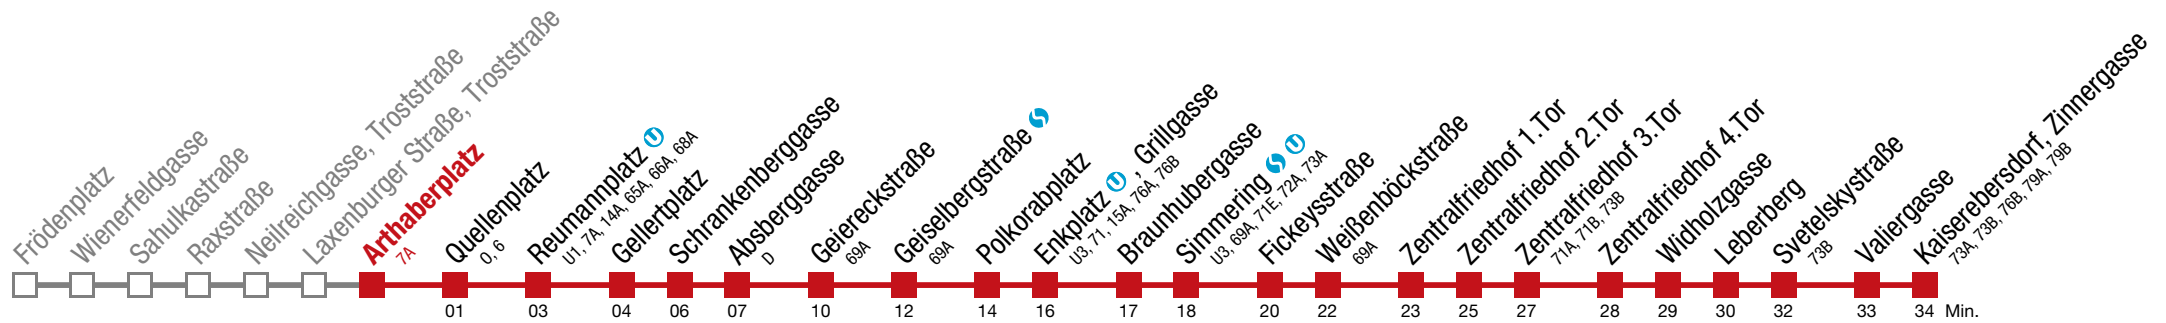 Frödenplatz
Wienerfeldgasse
Sahulkastraße
Raxstraße
Neilreichgasse, Troststraße
Laxenburger Straße, Troststraße
Arthaberplatz
7A
Quellenplatz
O, 6
Reumannplatz U
U1, 7A, 14A, 65A, 66A, 68A
Gellertplatz
Schrankenberggasse
Absberggasse
D
Geiereckstraße
69A
Geiselbergstraße S
69A
Polkorabplatz
Enkplatz U , Grillgasse
U3, 71, 15A, 76A, 76B
Braunhubergasse
Simmering S U
U3, 69A, 71E, 72A, 73A
Fickeysstraße
Weißenböckstraße
69A
Zentralfriedhof 1.Tor
Zentralfriedhof 2.Tor
Zentralfriedhof 3.Tor
71A, 71B, 73B
Zentralfriedhof 4.Tor
Widholzgasse
Leberberg
Svetelskystraße
73B
Valiergasse
Kaiserebersdorf, Zinnergasse
73A, 73B, 76B, 79A, 79B
01 03 04 06 07 10 12 14 16 17 18 20 22 23 25 27 28 29 30 32 33 34 Min.